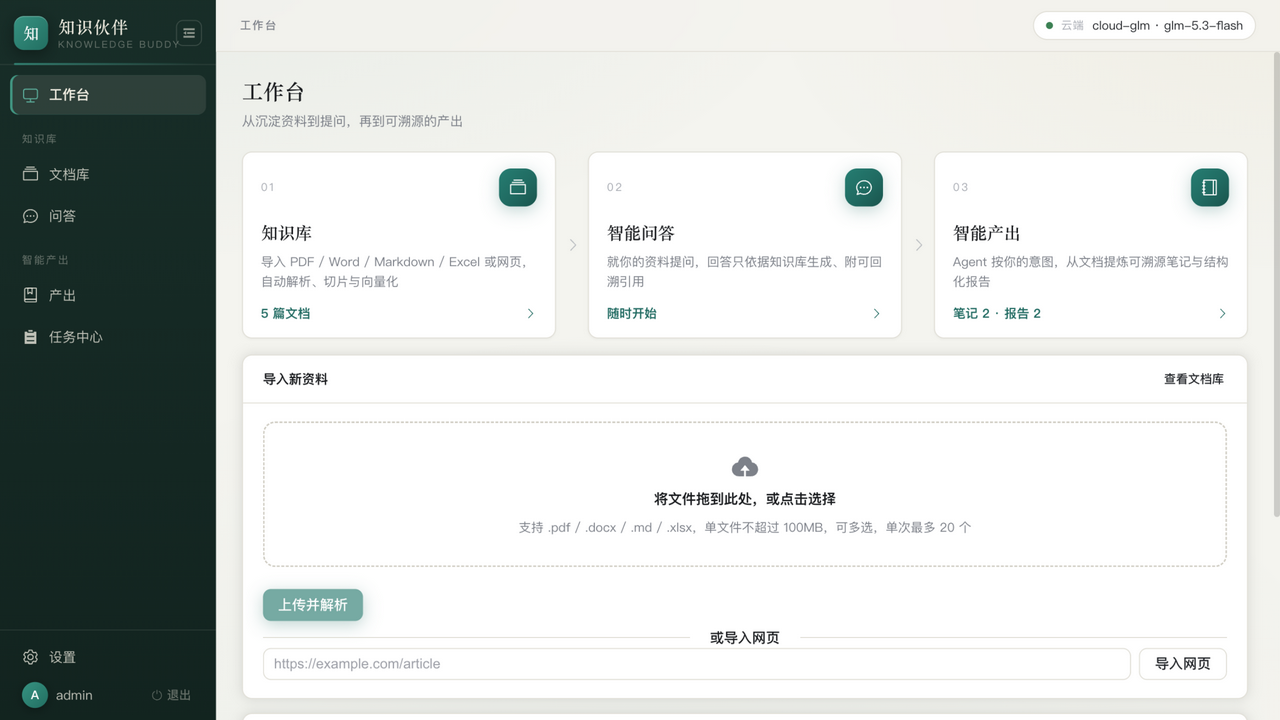 知
知识伙伴
KNOWLEDGE BUDDY
工作台
知识库
文档库
问答
智能产出
产出
任务中心
设置
A
admin
退出
工作台
云端 cloud-glm · glm-5.3-flash
工作台
从沉淀资料到提问，再到可溯源的产出
01
知识库
导入 PDF / Word / Markdown / Excel 或网页，
自动解析、切片与向量化
5 篇文档
02
智能问答
就你的资料提问，回答只依据知识库生成、附可回
溯引用
随时开始
03
智能产出
Agent 按你的意图，从文档提炼可溯源笔记与结构
化报告
笔记 2 · 报告 2
导入新资料
查看文档库
将文件拖到此处，或点击选择
支持 .pdf / .docx / .md / .xlsx，单文件不超过 100MB，可多选，单次最多 20 个
上传并解析
或导入网页
https://example.com/article
导入网页